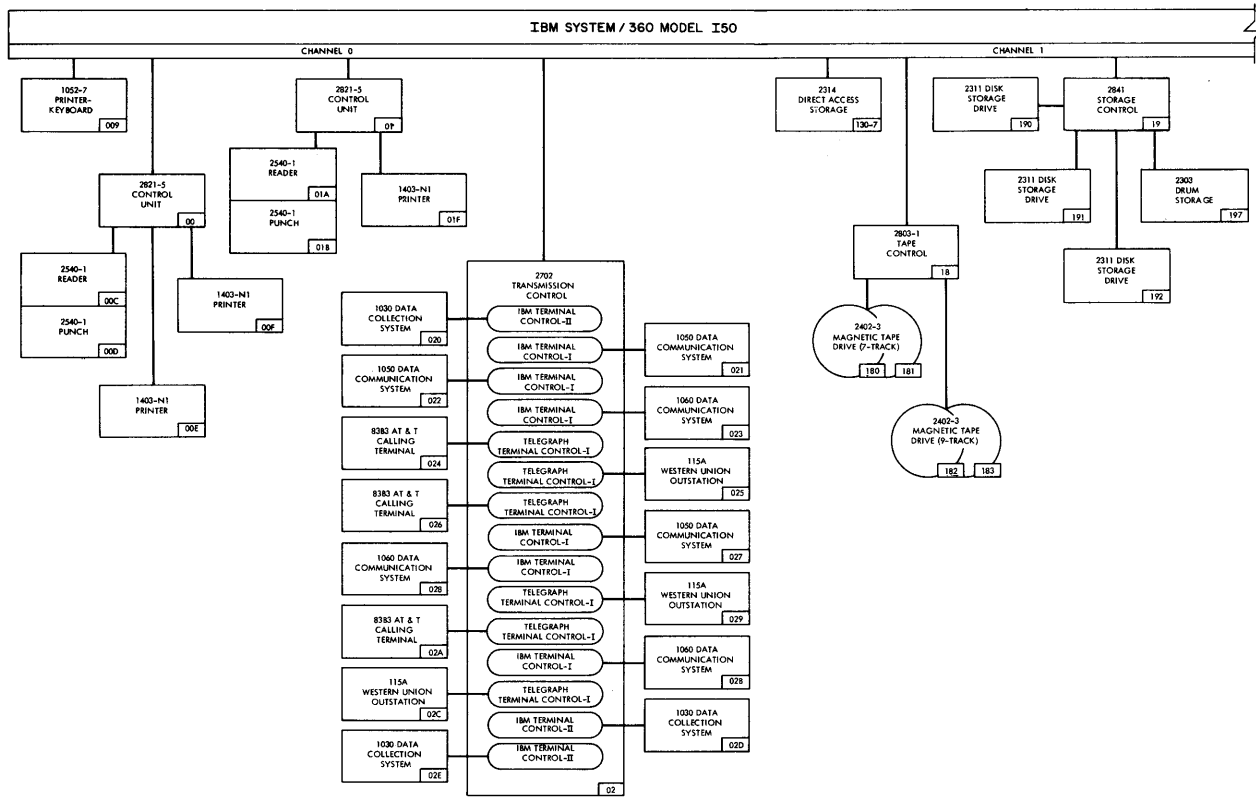 IBM SYSTEM / 360 MODEL I50
CHANNEL 0
CHANNEL 1
1052-7
PRINTER-
KEYBOARD
009
2821-5
CONTROL
UNIT
00
2540-1
READER
00C
2540-1
PUNCH
00D
1403-N1
PRINTER
00E
1403-N1
PRINTER
00F
2821-5
CONTROL
UNIT
01
2540-1
READER
01A
2540-1
PUNCH
01B
1403-N1
PRINTER
01F
2702
TRANSMISSION
CONTROL
IBM TERMINAL
CONTROL-II
IBM TERMINAL
CONTROL-I
IBM TERMINAL
CONTROL-I
IBM TERMINAL
CONTROL-I
TELEGRAPH
TERMINAL CONTROL-I
TELEGRAPH
TERMINAL CONTROL-I
TELEGRAPH
TERMINAL CONTROL-I
IBM TERMINAL
CONTROL-I
IBM TERMINAL
CONTROL-I
TELEGRAPH
TERMINAL CONTROL-I
TELEGRAPH
TERMINAL CONTROL-I
IBM TERMINAL
CONTROL-I
TELEGRAPH
TERMINAL CONTROL-I
IBM TERMINAL
CONTROL-II
IBM TERMINAL
CONTROL-II
02
1030 DATA
COLLECTION
SYSTEM
020
1050 DATA
COMMUNICATION
SYSTEM
022
83B3 AT & T
CALLING
TERMINAL
024
83B3 AT & T
CALLING
TERMINAL
026
1060 DATA
COMMUNICATION
SYSTEM
028
83B3 AT & T
CALLING
TERMINAL
02A
115A
WESTERN UNION
OUTSTATION
02C
1030 DATA
COLLECTION
SYSTEM
02E
1050 DATA
COMMUNICATION
SYSTEM
021
1060 DATA
COMMUNICATION
SYSTEM
023
115A
WESTERN UNION
OUTSTATION
025
1050 DATA
COMMUNICATION
SYSTEM
027
115A
WESTERN UNION
OUTSTATION
029
1060 DATA
COMMUNICATION
SYSTEM
02B
1030 DATA
COLLECTION
SYSTEM
02D
2314
DIRECT ACCESS
STORAGE
130-7
2803-1
TAPE
CONTROL
18
2402-3
MAGNETIC TAPE
DRIVE (7-TRACK)
180
181
2402-3
MAGNETIC TAPE
DRIVE (9-TRACK)
182
183
2311 DISK
STORAGE
DRIVE
190
2841
STORAGE
CONTROL
19
2311 DISK
STORAGE
DRIVE
191
2303
DRUM
STORAGE
197
2311 DISK
STORAGE
DRIVE
192